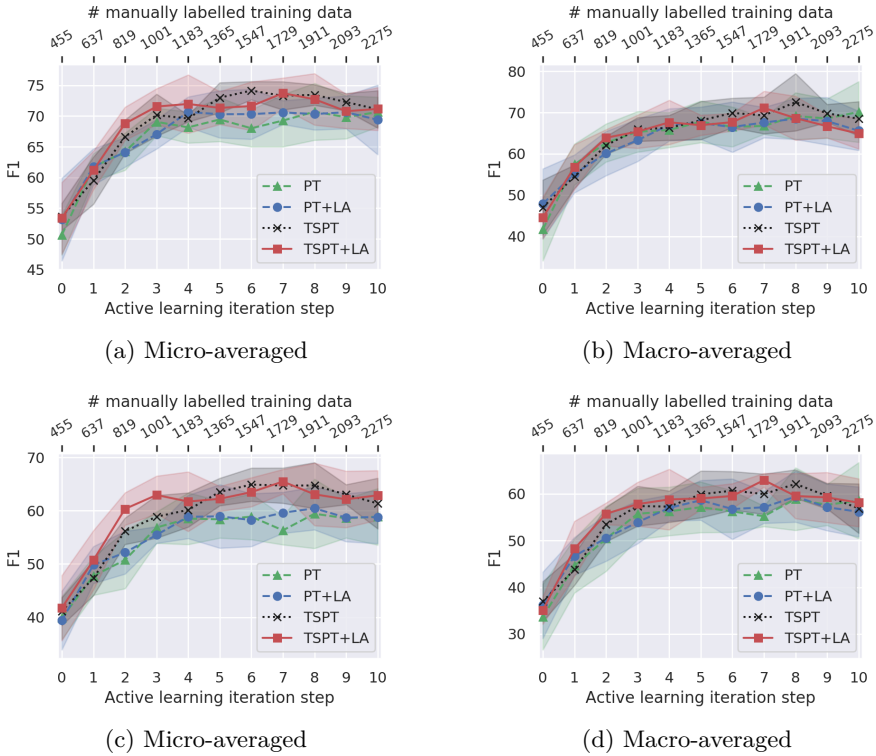 # manually labelled training data
455 637 819 1001 1183 1365 1547 1729 1911 2093 2275
75
70
65
60
55
50
45
F1
PT
PT+LA
TSPT
TSPT+LA
0 1 2 3 4 5 6 7 8 9 10
Active learning iteration step
(a) Micro-averaged
# manually labelled training data
455 637 819 1001 1183 1365 1547 1729 1911 2093 2275
80
70
60
50
40
F1
PT
PT+LA
TSPT
TSPT+LA
0 1 2 3 4 5 6 7 8 9 10
Active learning iteration step
(b) Macro-averaged
# manually labelled training data
455 637 819 1001 1183 1365 1547 1729 1911 2093 2275
70
60
50
40
F1
PT
PT+LA
TSPT
TSPT+LA
0 1 2 3 4 5 6 7 8 9 10
Active learning iteration step
(c) Micro-averaged
# manually labelled training data
455 637 819 1001 1183 1365 1547 1729 1911 2093 2275
60
50
40
30
F1
PT
PT+LA
TSPT
TSPT+LA
0 1 2 3 4 5 6 7 8 9 10
Active learning iteration step
(d) Macro-averaged